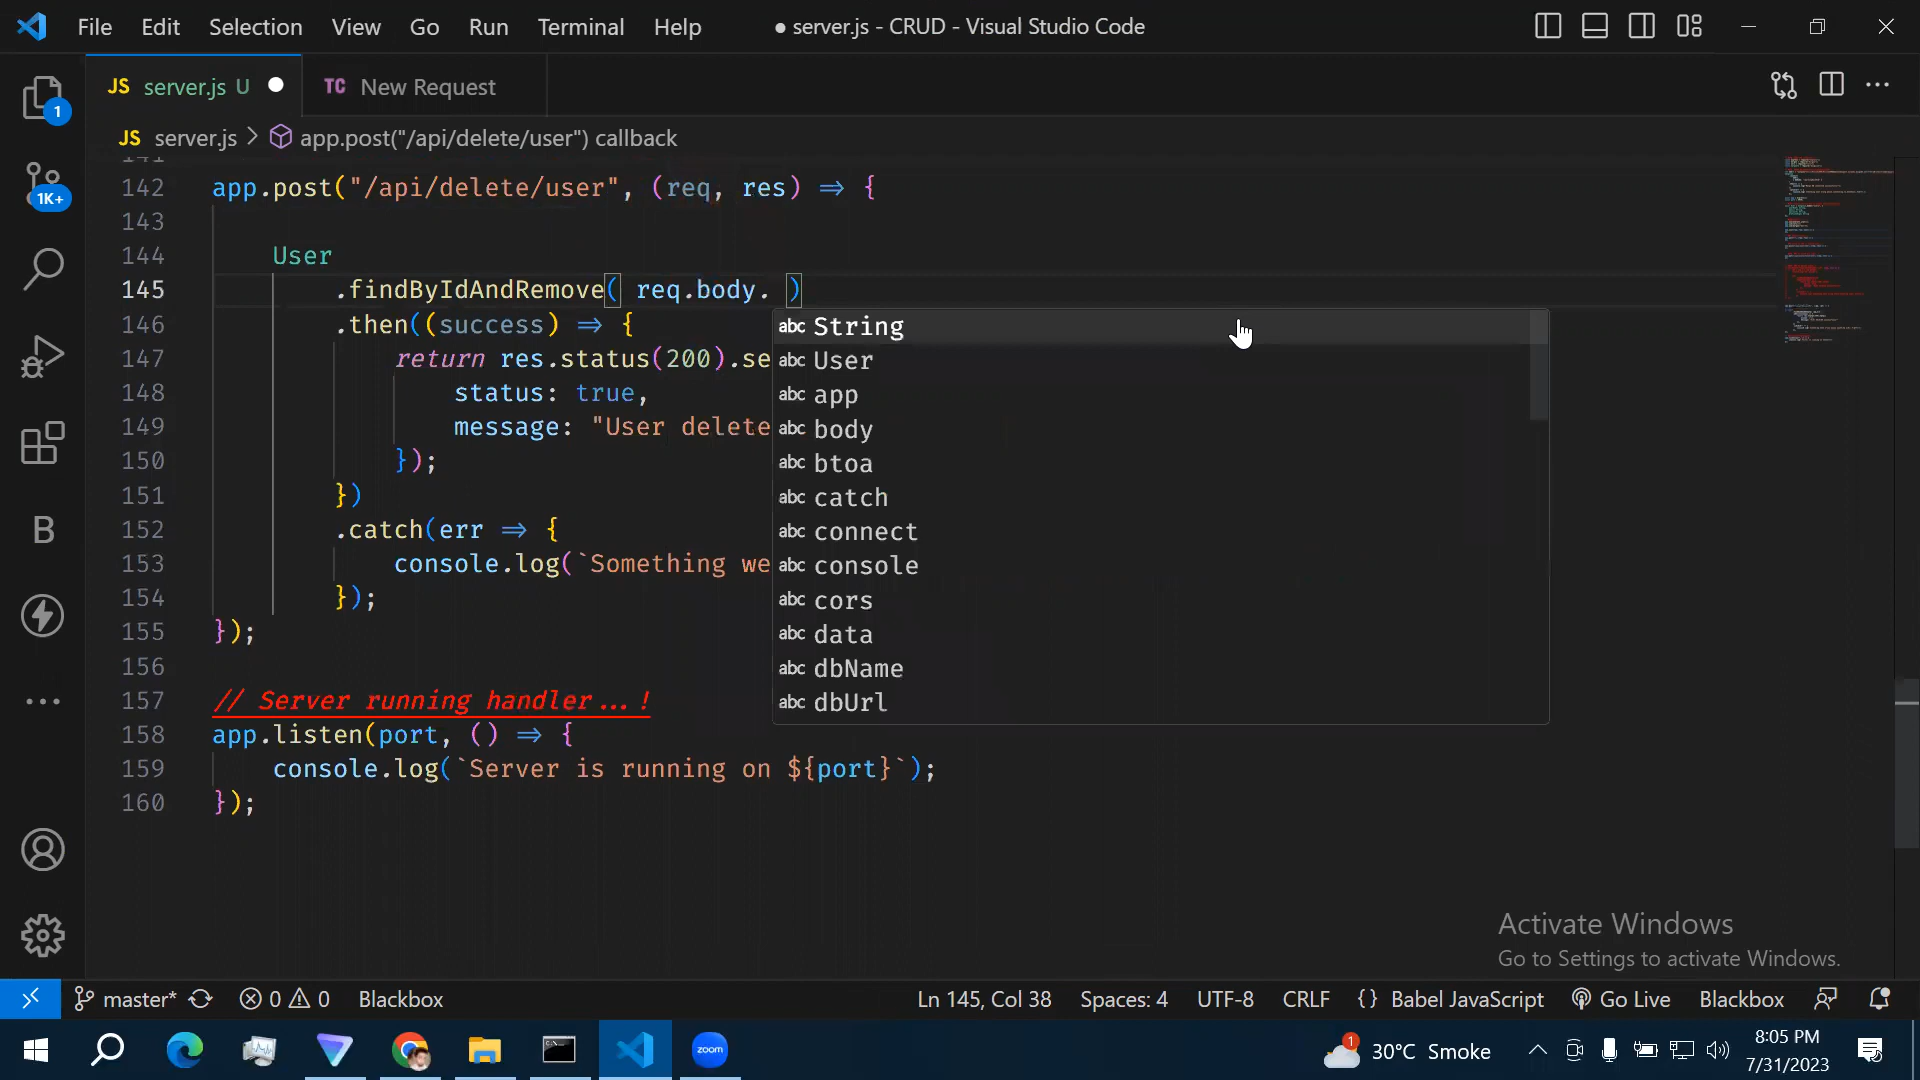 File Edit Selection View Go Run Terminal Help
● server.js - CRUD - Visual Studio Code
JS server.js U ●
TC New Request
1
JS server.js > app.post("/api/delete/user") callback
1K+
141
142 app.post("/api/delete/user", (req, res) => {
143
144 User
145 .findByIdAndRemove( req.body. )
146 .then((success) => {
147 return res.status(200).se
148 status: true,
149 message: "User delete
150 });
151 })
152 .catch(err => {
153 console.log(`Something we
154 });
155 });
156
157 // Server running handler...!
158 app.listen(port, () => {
159 console.log(`Server is running on ${port}`);
160 });
abc String
abc User
abc app
abc body
abc btoa
abc catch
abc connect
abc console
abc cors
abc data
abc dbName
abc dbUrl
B
Activate Windows
Go to Settings to activate Windows.
master* 0 0 Blackbox
Ln 145, Col 38 Spaces: 4 UTF-8 CRLF {} Babel JavaScript Go Live Blackbox
zoom
1
30°C Smoke
8:05 PM
7/31/2023